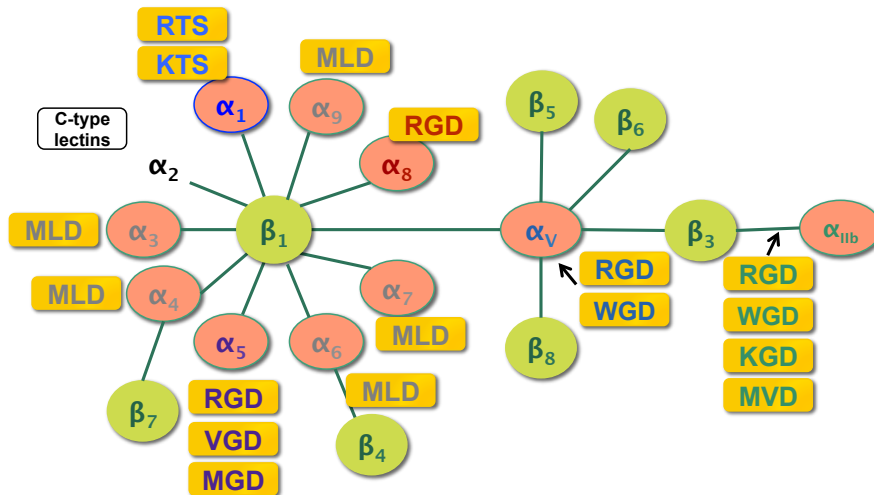 RTS
KTS
MLD
C-type
lectins
α1
α9
RGD
α8
α2
β5
β6
MLD
α3
β1
αV
β3
αIIb
MLD
α4
α7
RGD
WGD
RGD
WGD
KGD
MVD
α5
α6
MLD
β8
β7
RGD
VGD
MGD
MLD
β4